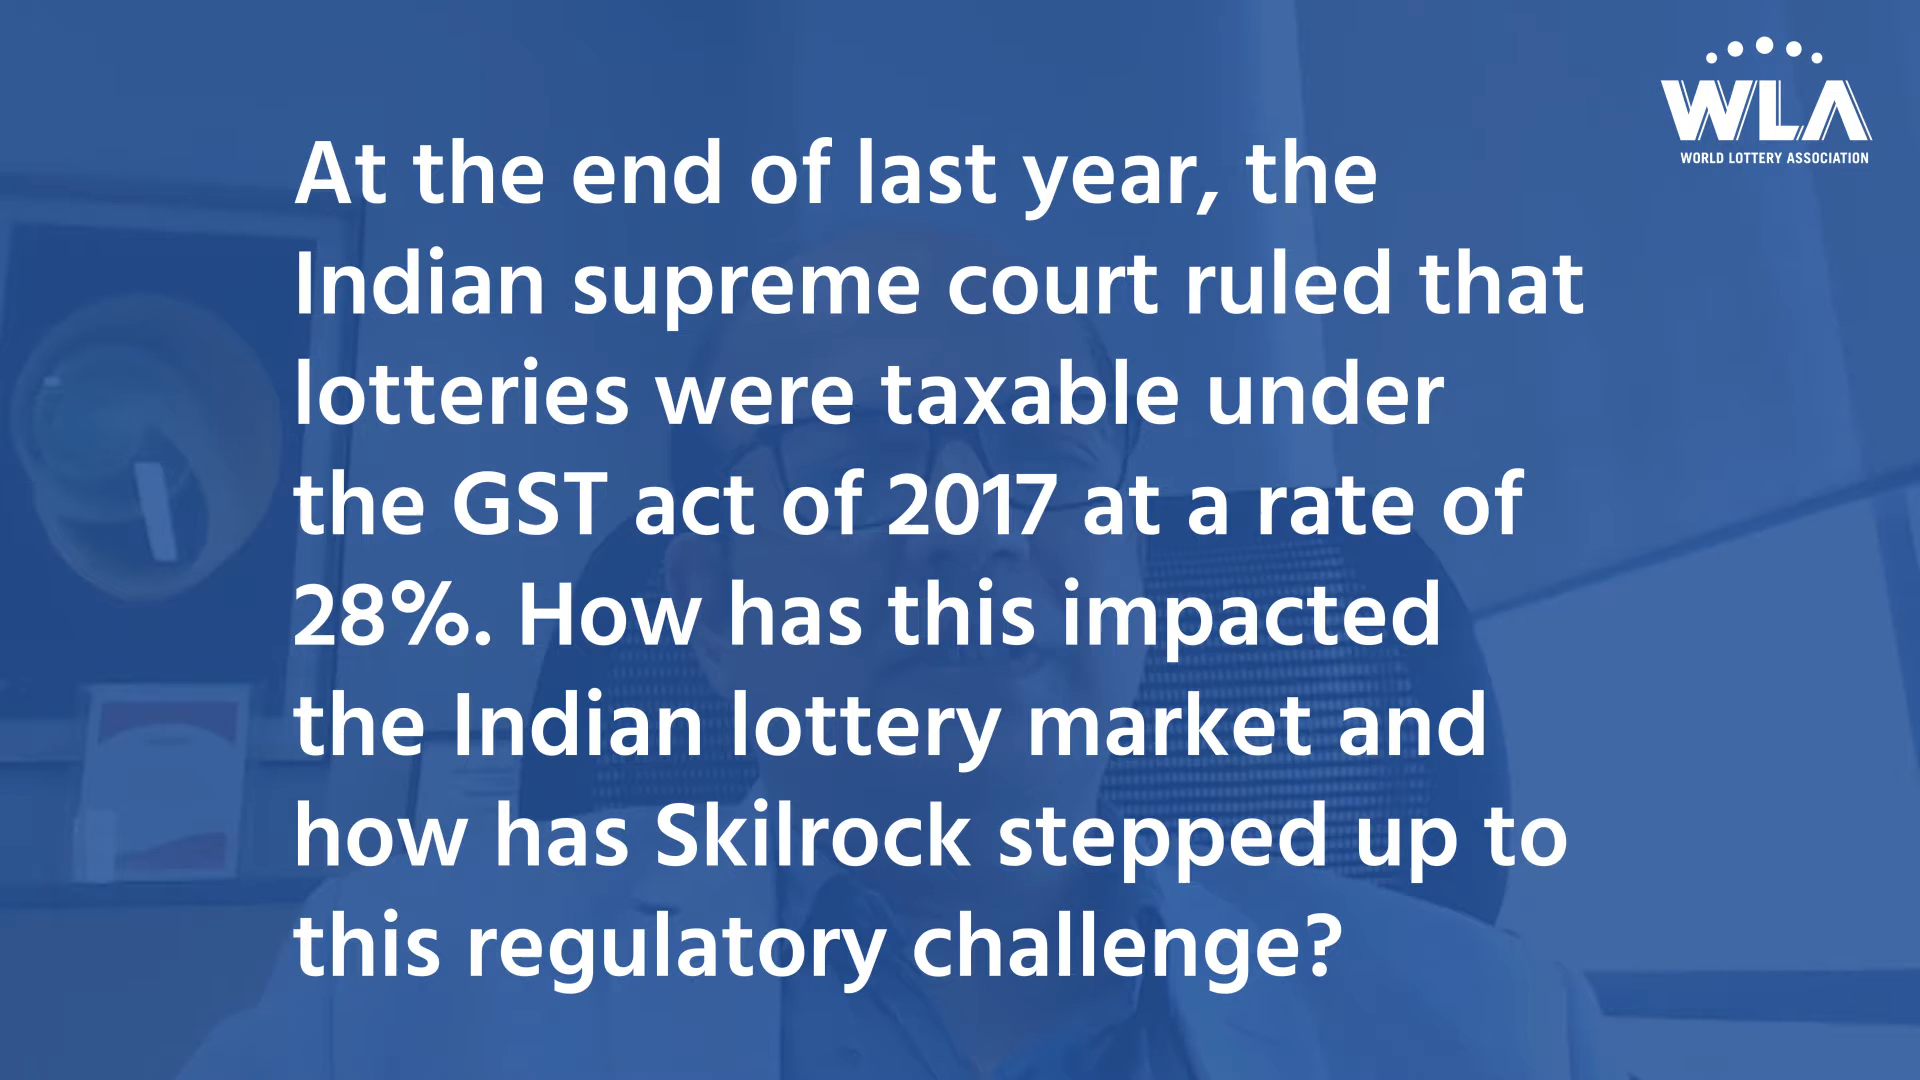 WLA
WORLD LOTTERY ASSOCIATION
At the end of last year, the
Indian supreme court ruled that
lotteries were taxable under
the GST act of 2017 at a rate of
28%. How has this impacted
the Indian lottery market and
how has Skilrock stepped up to
this regulatory challenge?